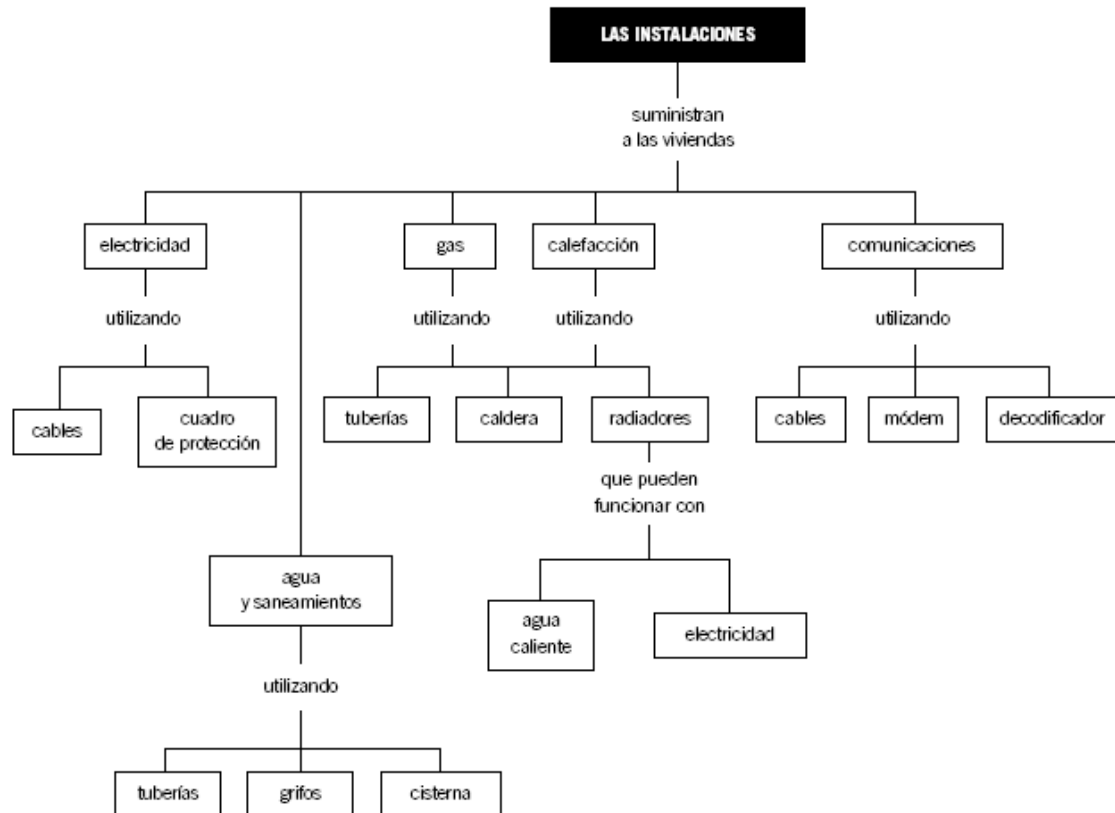 LAS INSTALACIONES
suministran
a las viviendas
electricidad
gas
calefacción
comunicaciones
utilizando
utilizando
utilizando
utilizando
cables
cuadro
de protección
tuberías
caldera
radiadores
cables
módem
decodificador
que pueden
funcionar con
agua
y saneamientos
agua
caliente
electricidad
utilizando
tuberías
grifos
cisterna